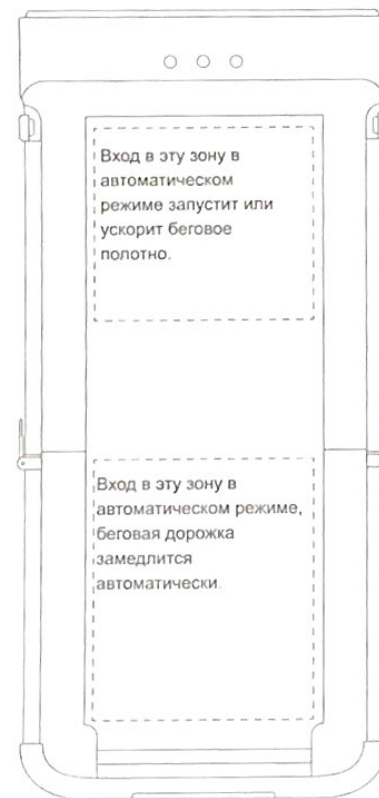 Вход в эту зону в
автоматическом
режиме запустит или
ускорит беговое
полотно.
Вход в эту зону в
автоматическом режиме,
беговая дорожка
замедлится
автоматически.